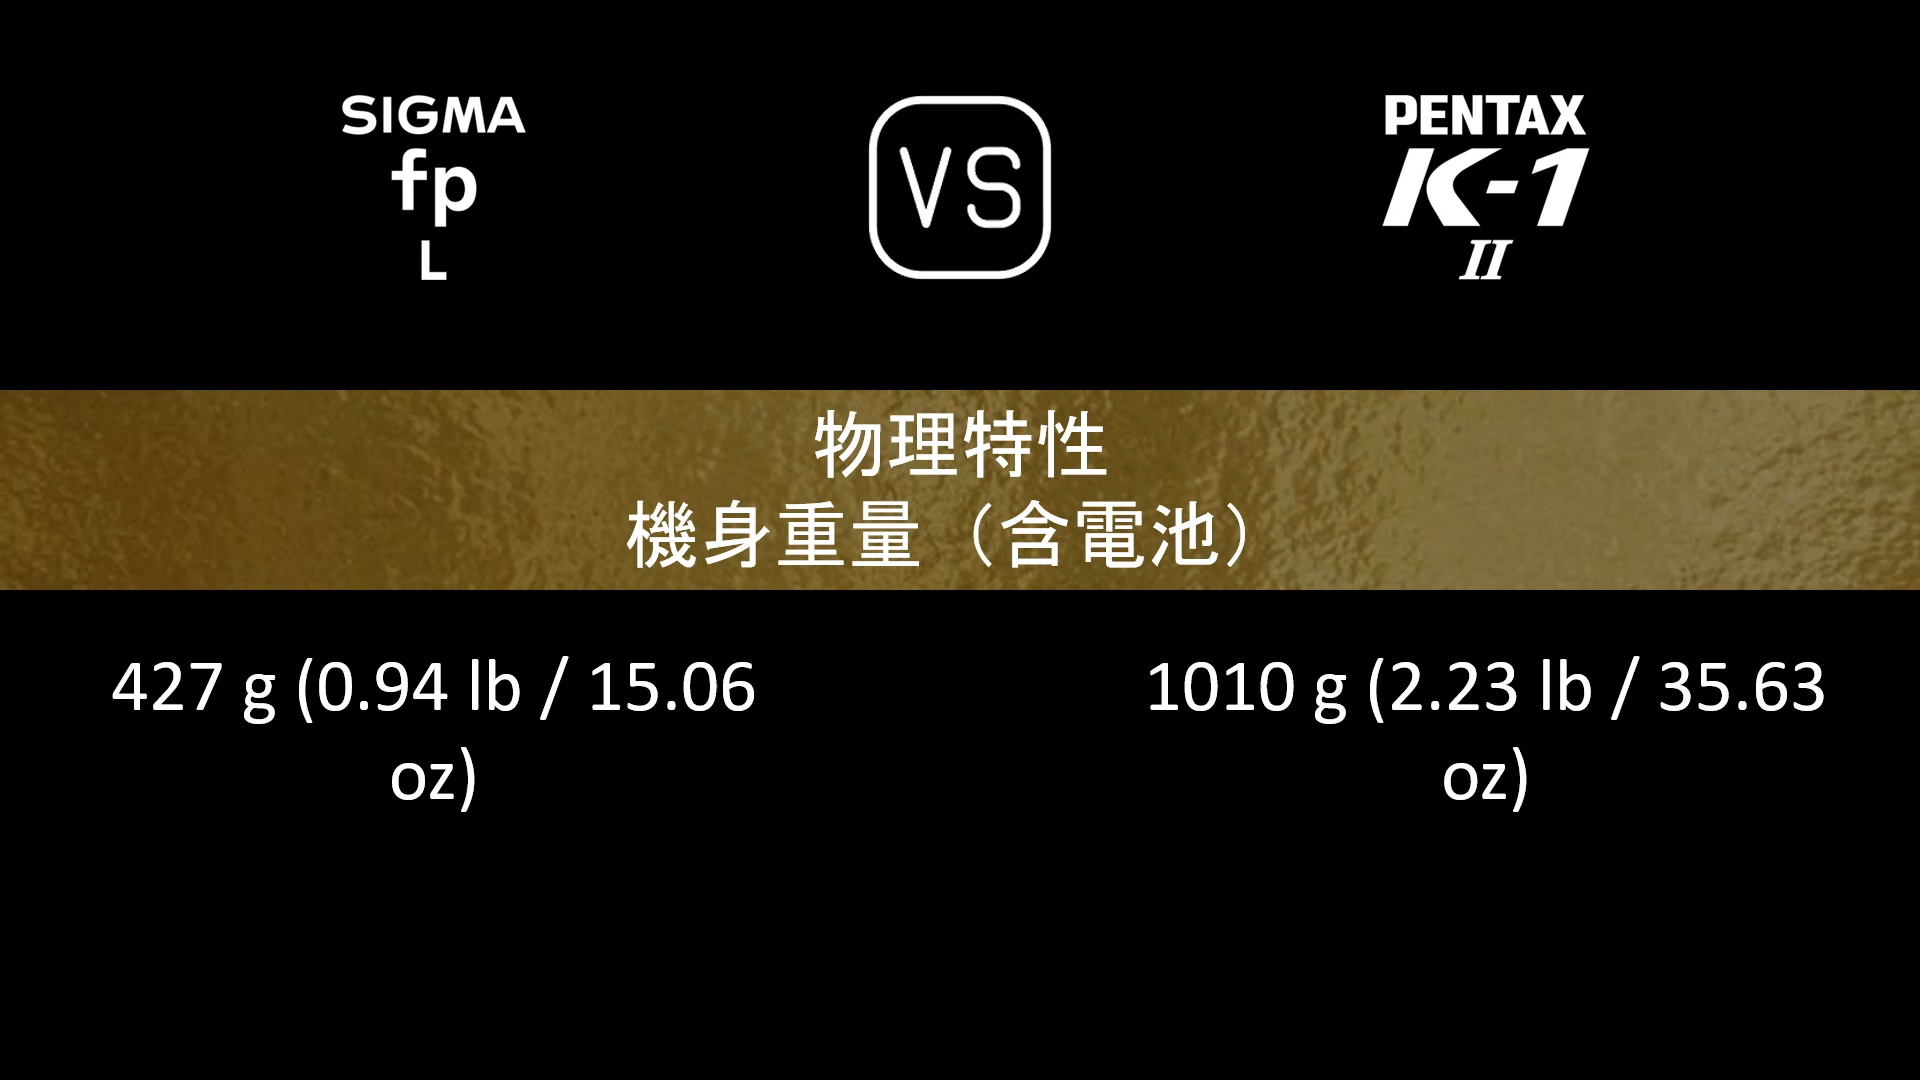 SIGMA
fp
L
VS
PENTAX
K-1
II
物理特性
機身重量（含電池）
427 g (0.94 lb / 15.06
oz)
1010 g (2.23 lb / 35.63
oz)